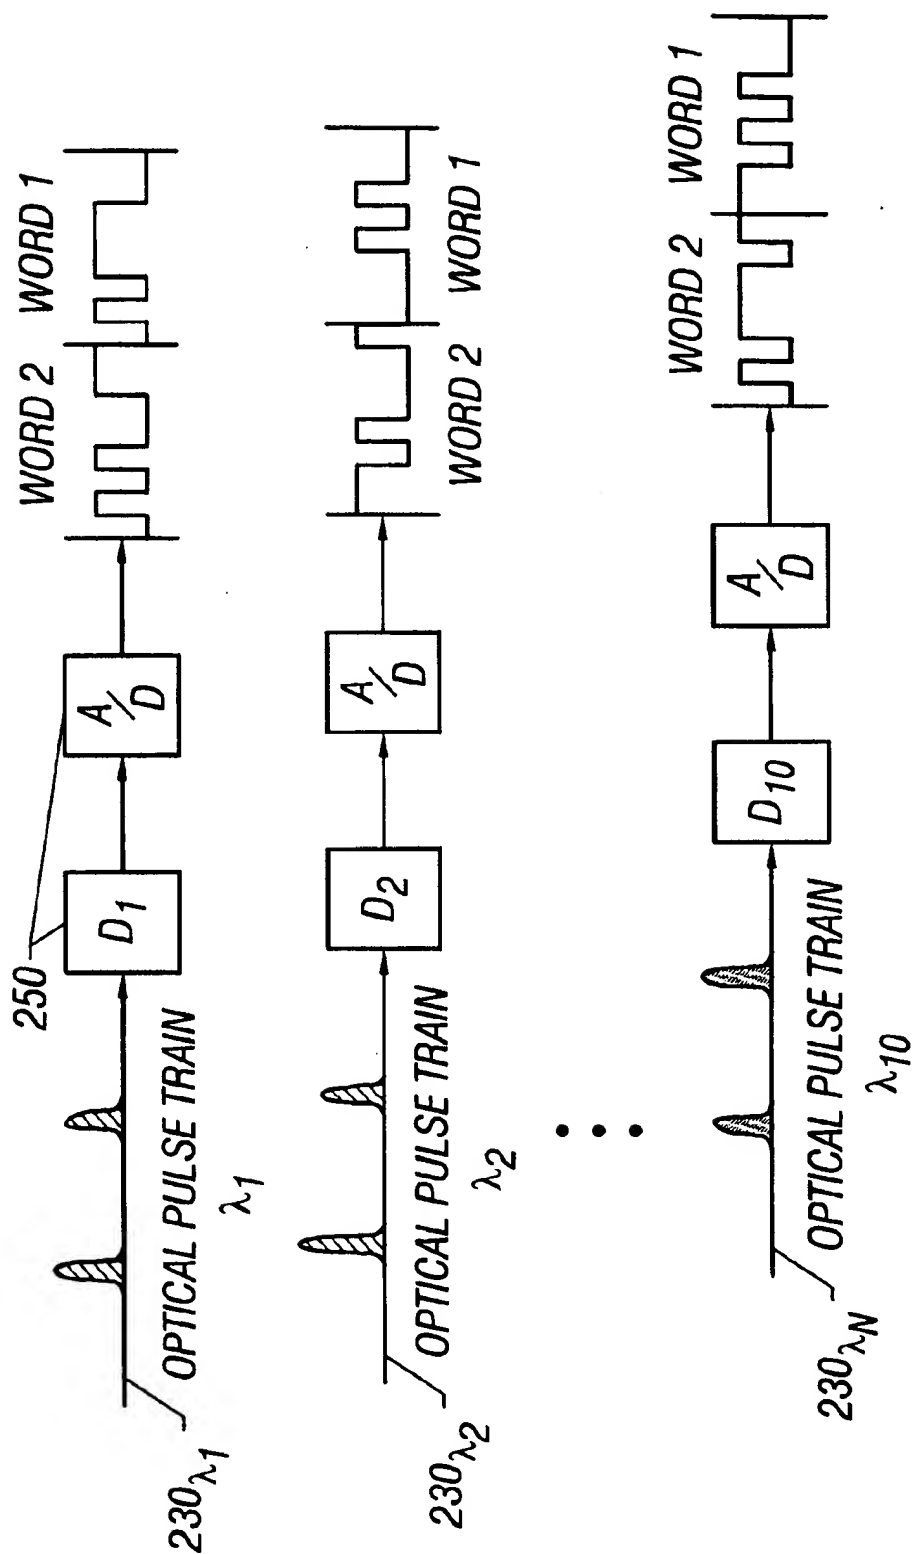 250
D1
A/D
WORD 2
WORD 1
OPTICAL PULSE TRAIN
λ1
230λ1
D2
A/D
WORD 2
WORD 1
OPTICAL PULSE TRAIN
λ2
230λ2
D10
A/D
WORD 2
WORD 1
OPTICAL PULSE TRAIN
λ10
230λN